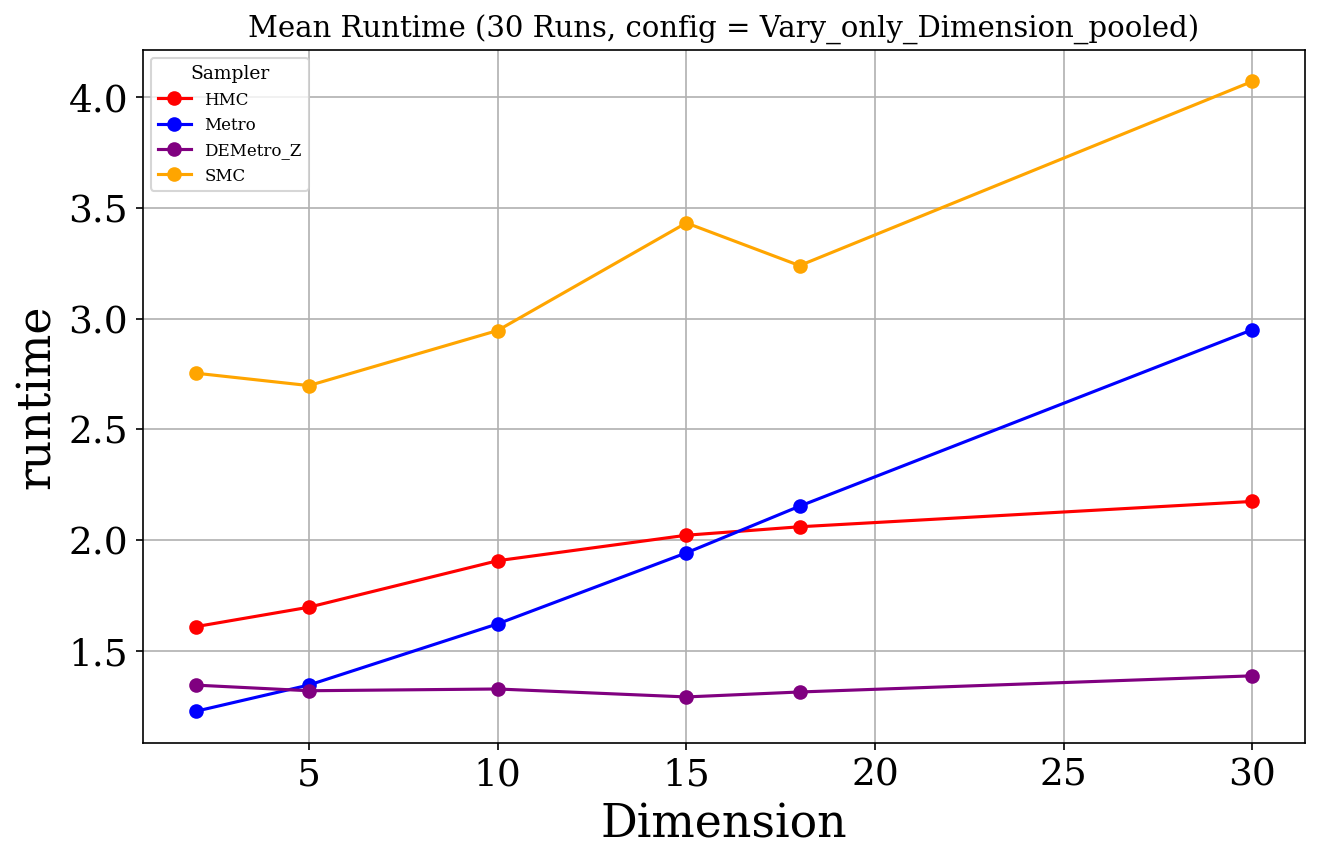 Mean Runtime (30 Runs, config = Vary_only_Dimension_pooled)
Sampler
HMC
Metro
DEMetro_Z
SMC
4.0
3.5
3.0
2.5
2.0
1.5
runtime
5 10 15 20 25 30
Dimension